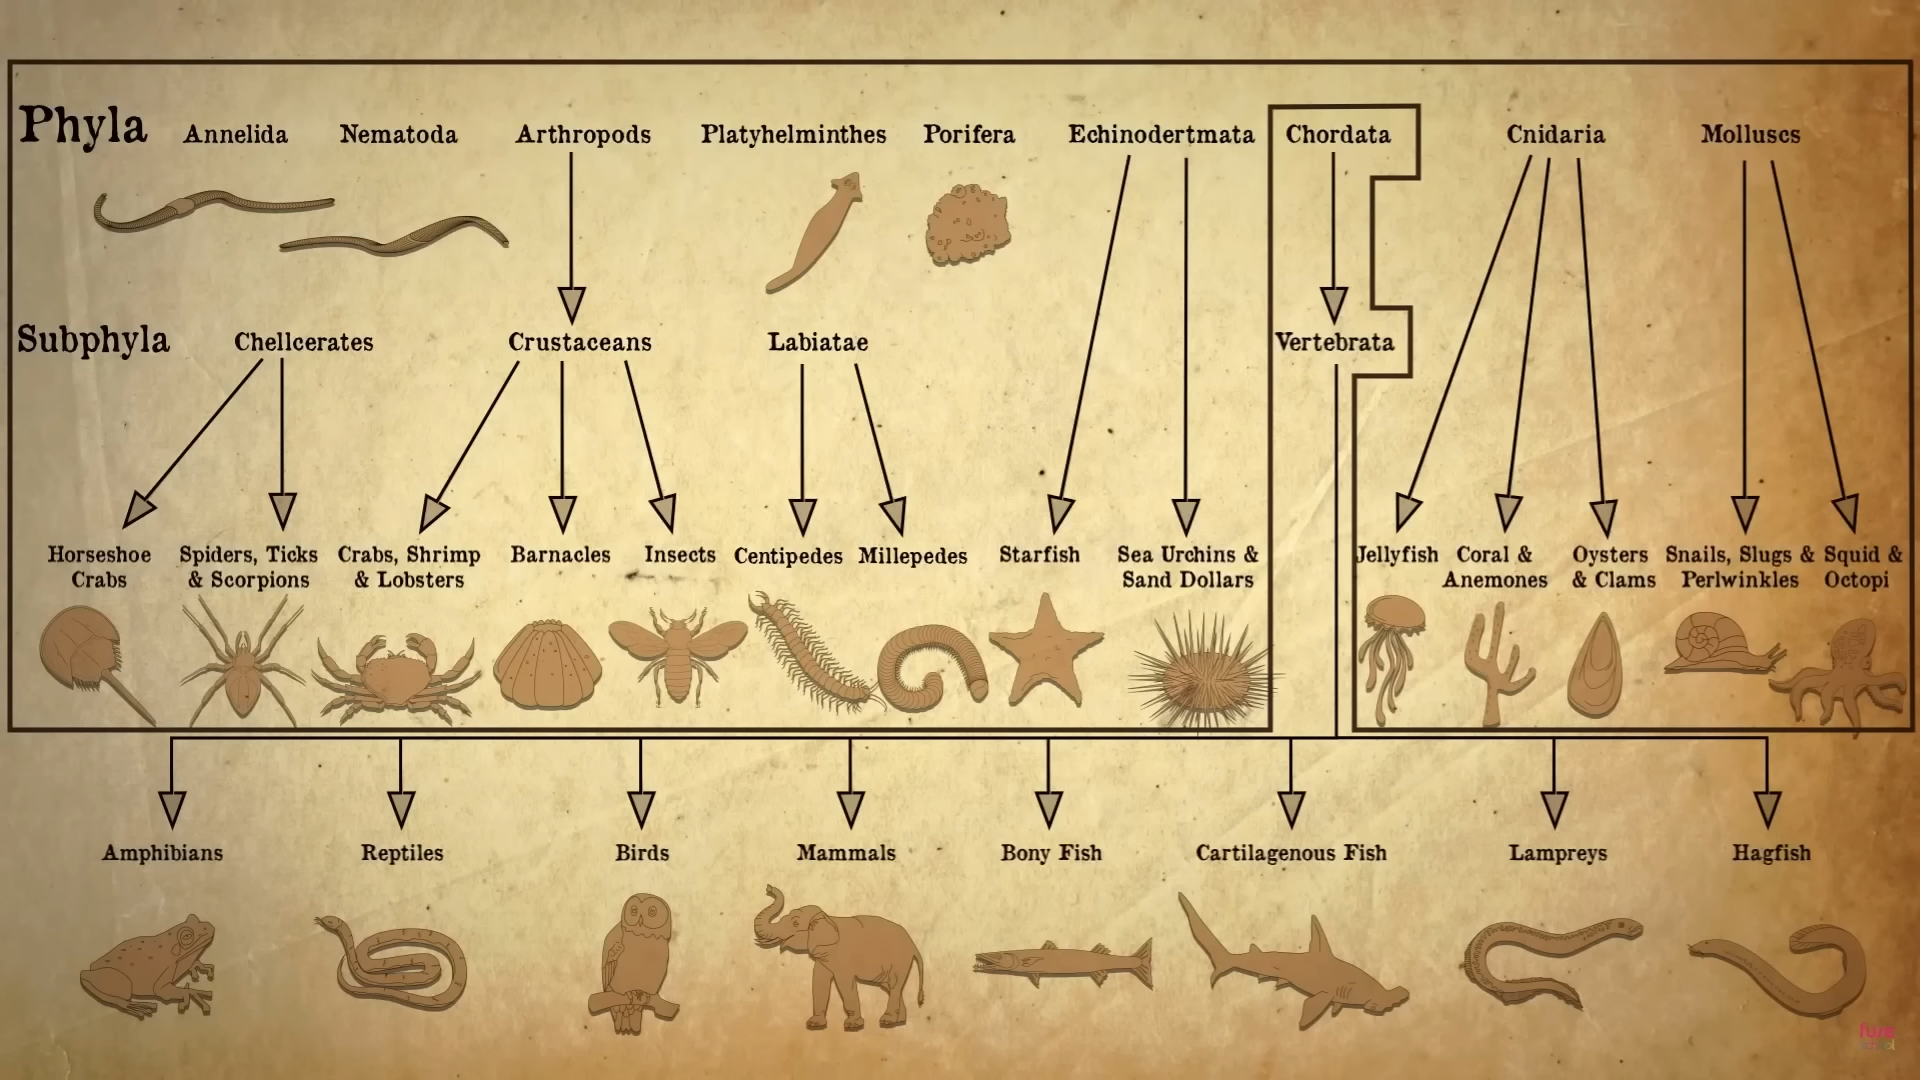 Phyla
Annelida
Nematoda
Arthropods
Platyhelminthes
Porifera
Echinodertmata
Chordata
Cnidaria
Molluscs
Subphyla
Chellcerates
Crustaceans
Labiatae
Vertebrata
Horseshoe
Crabs
Spiders, Ticks
& Scorpions
Crabs, Shrimp
& Lobsters
Barnacles
Insects
Centipedes
Millepedes
Starfish
Sea Urchins &
Sand Dollars
Jellyfish
Coral &
Anemones
Oysters
& Clams
Snails, Slugs &
Perlwinkles
Squid &
Octopi
Amphibians
Reptiles
Birds
Mammals
Bony Fish
Cartilagenous Fish
Lampreys
Hagfish
fuse
school